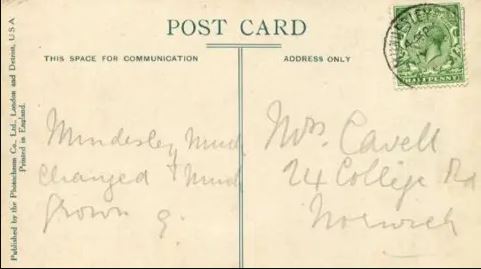 POST CARD
THIS SPACE FOR COMMUNICATION
ADDRESS ONLY
HALFPENNY
Published by the Photochrom Co., Ltd., London and Detroit, U S A
Printed in England.
Mundesley much
changed & much
grown g.
Mrs. Cavell
24 College Rd
Norwich